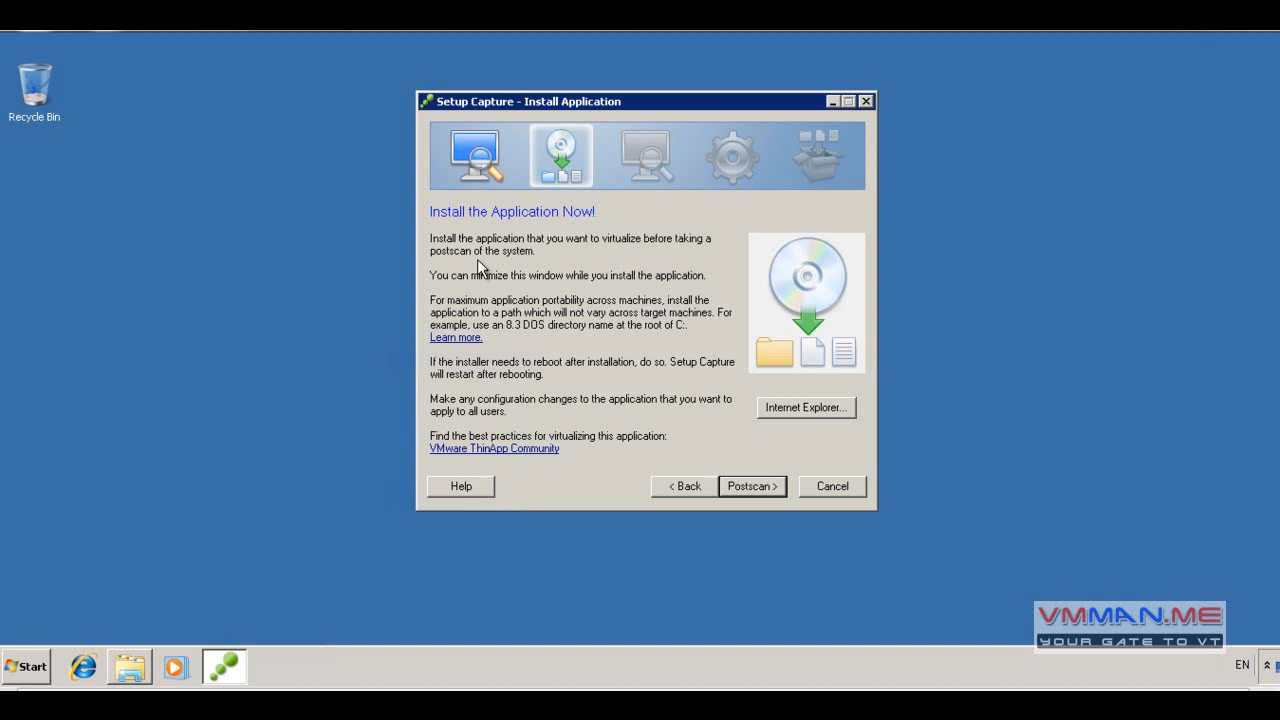 Recycle Bin
Setup Capture - Install Application
Install the Application Now!
Install the application that you want to virtualize before taking a
postscan of the system.
You can minimize this window while you install the application.
For maximum application portability across machines, install the
application to a path which will not vary across target machines. For
example, use an 8.3 DOS directory name at the root of C:.
Learn more.
If the installer needs to reboot after installation, do so. Setup Capture
will restart after rebooting.
Make any configuration changes to the application that you want to
apply to all users.
Internet Explorer...
Find the best practices for virtualizing this application:
VMware ThinApp Community
Help
< Back
Postscan >
Cancel
VMMAN.ME
YOUR GATE TO VT
Start
EN